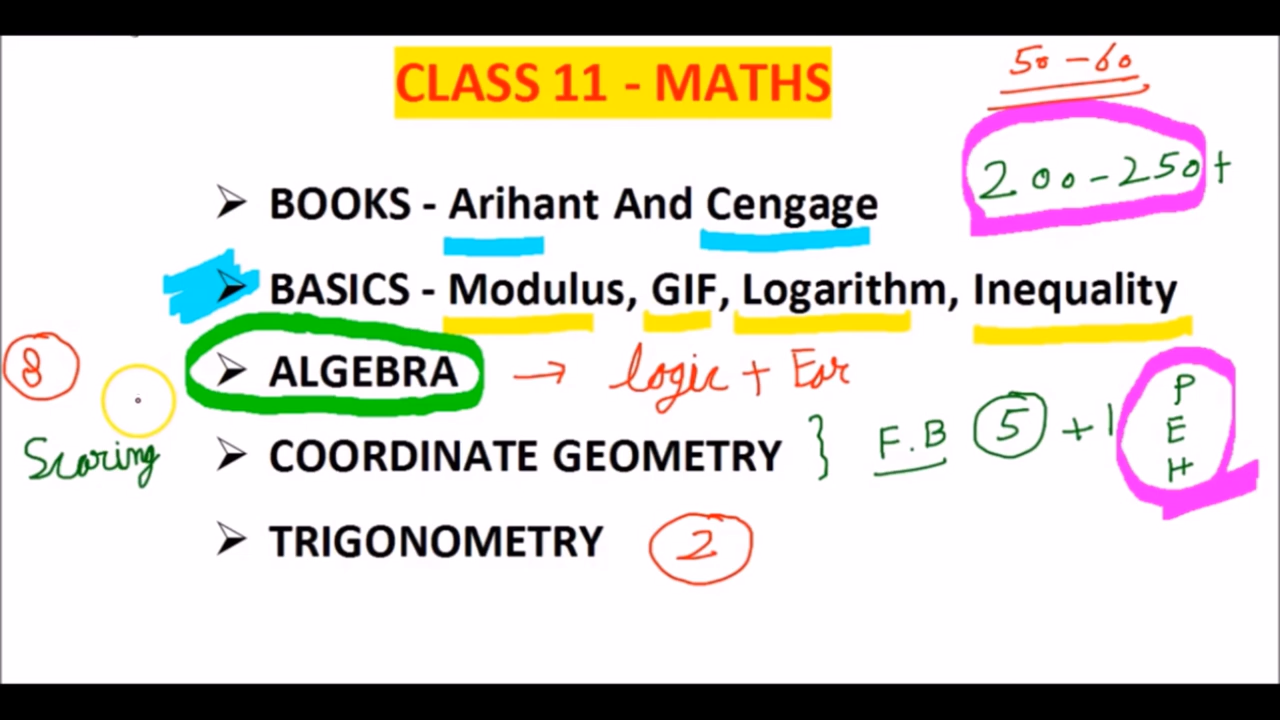 CLASS 11 - MATHS
50-60
200-250+
➢ BOOKS - Arihant And Cengage
➢ BASICS - Modulus, GIF, Logarithm, Inequality
8
➢ ALGEBRA → logic +
➢ COORDINATE GEOMETRY } F.B 5 + 1
P
E
H
Scoring
➢ TRIGONOMETRY 2